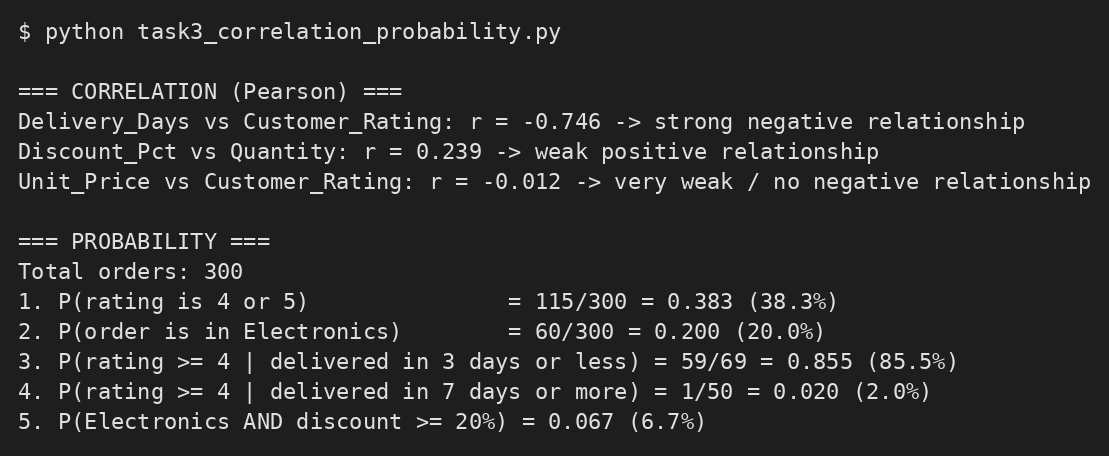 $ python task3_correlation_probability.py
=== CORRELATION (Pearson) ===
Delivery_Days vs Customer_Rating: r = -0.746 -> strong negative relationship
Discount_Pct vs Quantity: r = 0.239 -> weak positive relationship
Unit_Price vs Customer_Rating: r = -0.012 -> very weak / no negative relationship
=== PROBABILITY ===
Total orders: 300
1. P(rating is 4 or 5)               = 115/300 = 0.383 (38.3%)
2. P(order is in Electronics)        = 60/300 = 0.200 (20.0%)
3. P(rating >= 4 | delivered in 3 days or less) = 59/69 = 0.855 (85.5%)
4. P(rating >= 4 | delivered in 7 days or more) = 1/50 = 0.020 (2.0%)
5. P(Electronics AND discount >= 20%) = 0.067 (6.7%)